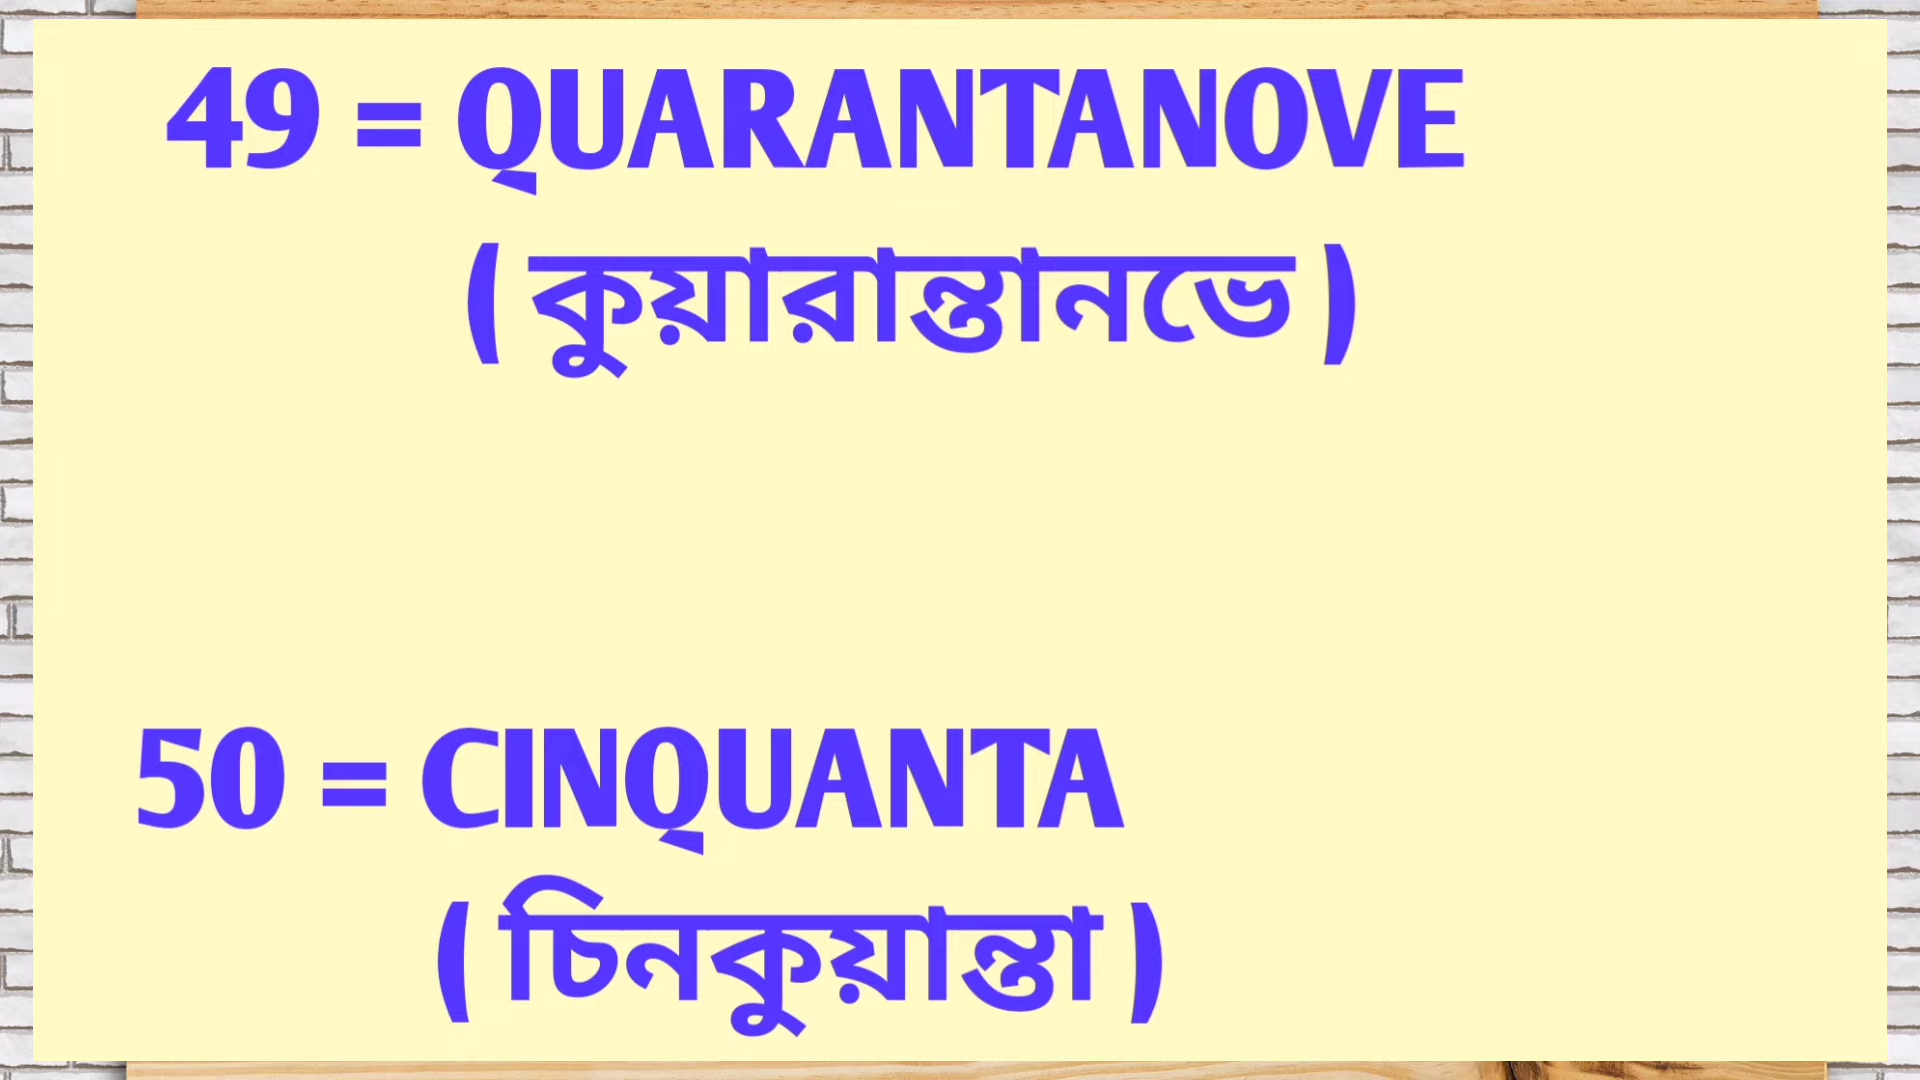 49 = QUARANTANOVE
( কুয়ারান্তানভে )
50 = CINQUANTA
( চিনকুয়ান্তা )